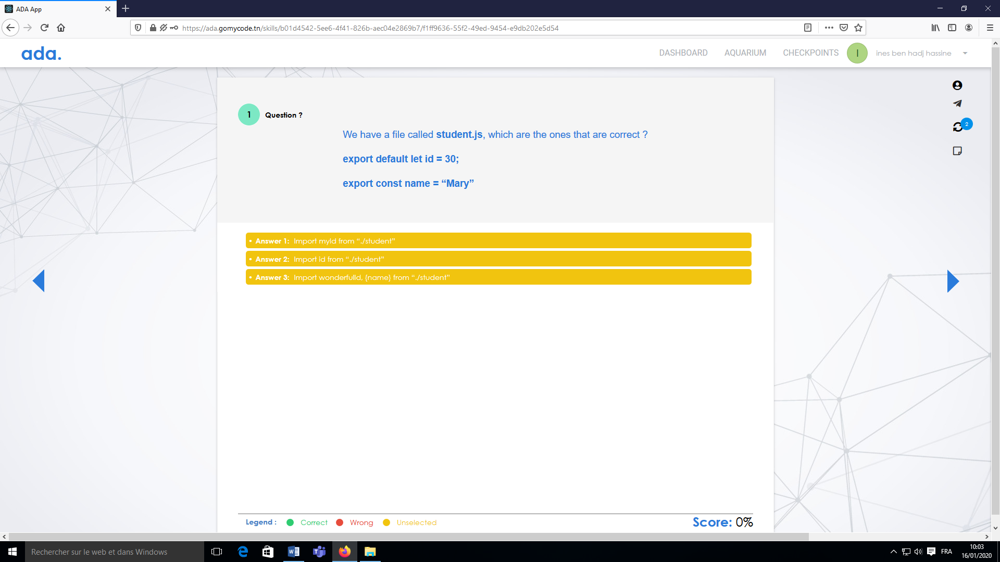 ADA App
https://ada.gomycode.tn/skills/b01d4542-5ee6-4f41-826b-aec04e2869b7/f1ff9636-55f2-49ed-9454-e9db202e5d54
ada.
DASHBOARD AQUARIUM CHECKPOINTS I ines ben hadj hassine
1 Question ?
2
We have a file called student.js, which are the ones that are correct ?
export default let id = 30;
export const name = “Mary”
• Answer 1: Import myId from “./student”
• Answer 2: Import id from “./student”
• Answer 3: Import wonderfulId, {name} from “./student”
Legend : Correct Wrong Unselected Score: 0%
Rechercher sur le web et dans Windows
FRA
10:03
16/01/2020